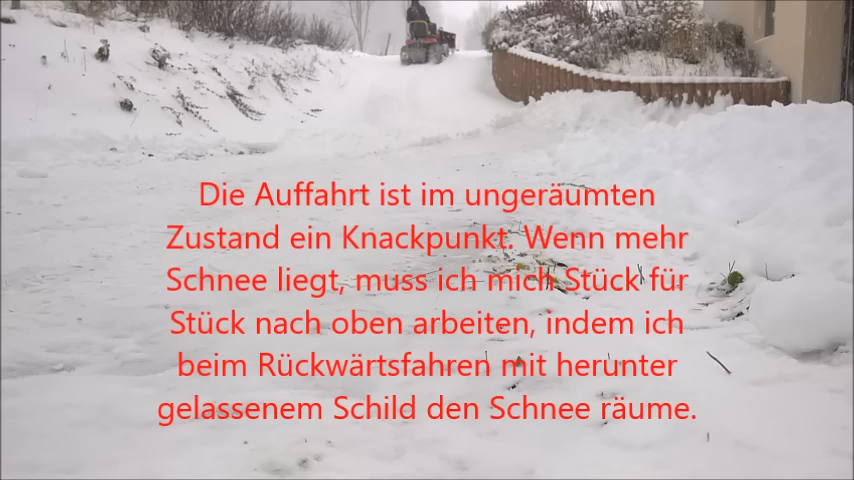 Die Auffahrt ist im ungeräumten
Zustand ein Knackpunkt. Wenn mehr
Schnee liegt, muss ich mich Stück für
Stück nach oben arbeiten, indem ich
beim Rückwärtsfahren mit herunter
gelassenem Schild den Schnee räume.